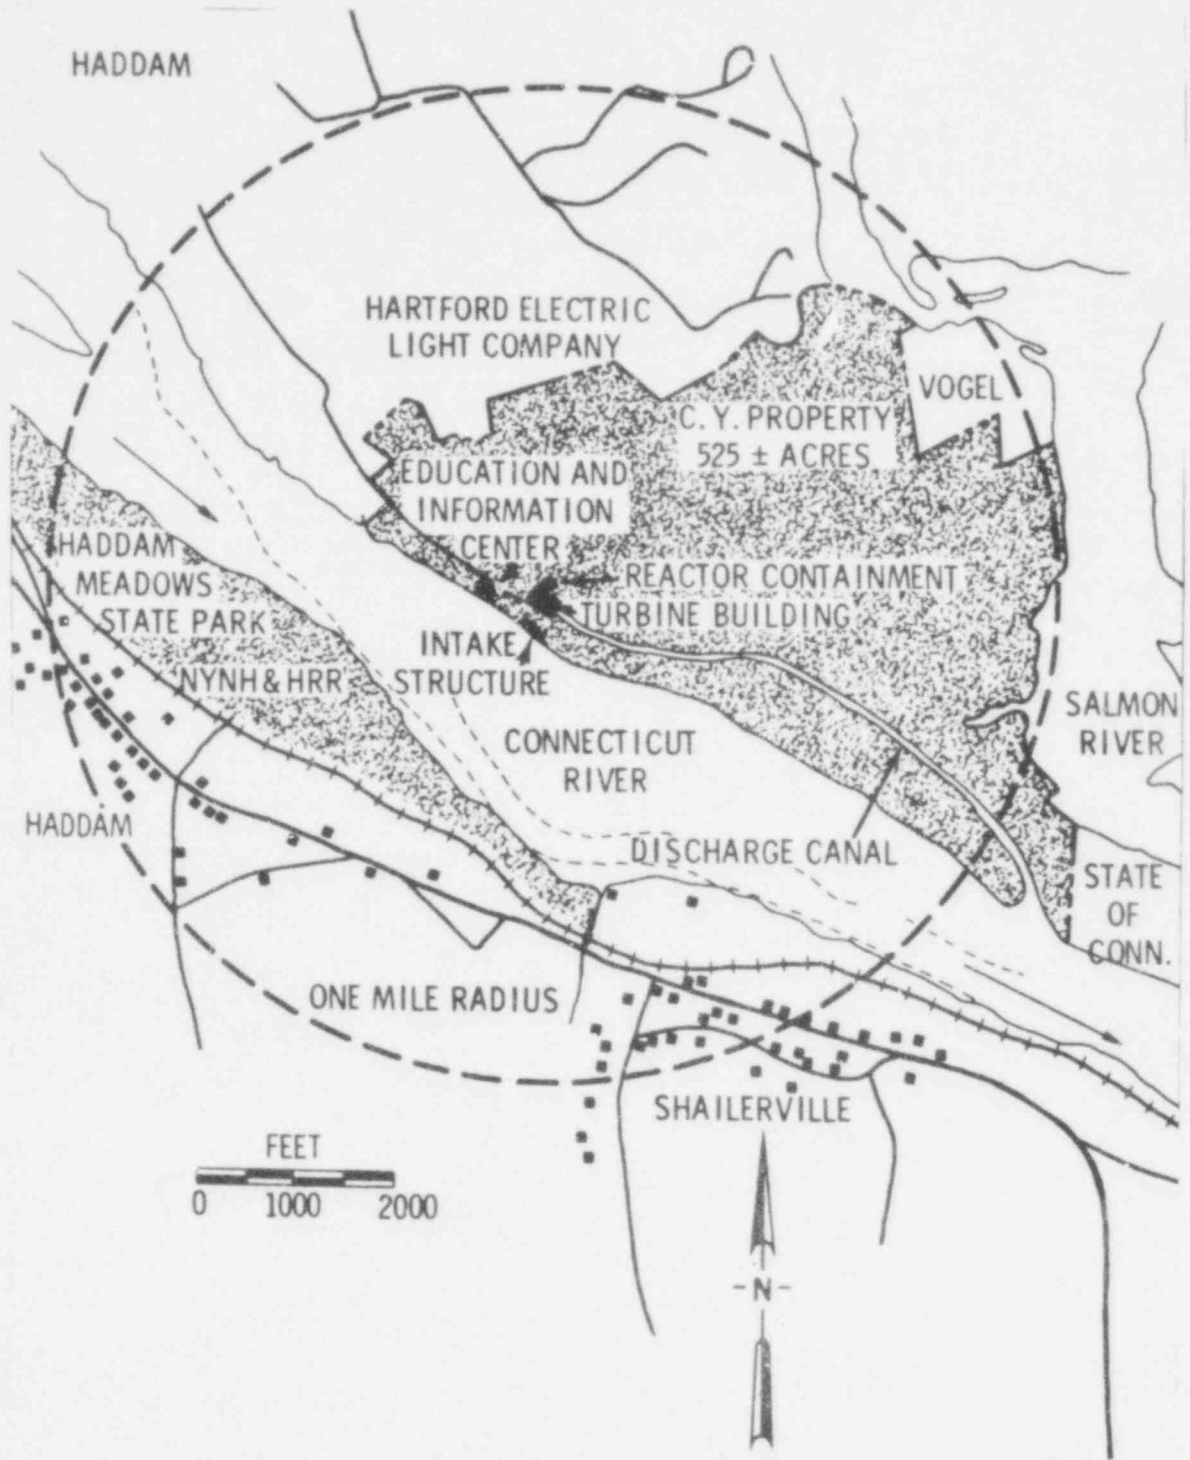 HADDAM
HARTFORD ELECTRIC
LIGHT COMPANY
VOGEL
C. Y. PROPERTY
525 ± ACRES
EDUCATION AND
INFORMATION
CENTER
HADDAM
MEADOWS
STATE PARK
REACTOR CONTAINMENT
TURBINE BUILDING
INTAKE
STRUCTURE
NYNH & HRR
CONNECTICUT
RIVER
SALMON
RIVER
HADDAM
DISCHARGE CANAL
STATE
OF
CONN.
ONE MILE RADIUS
SHAILERVILLE
FEET
0 1000 2000
-N-